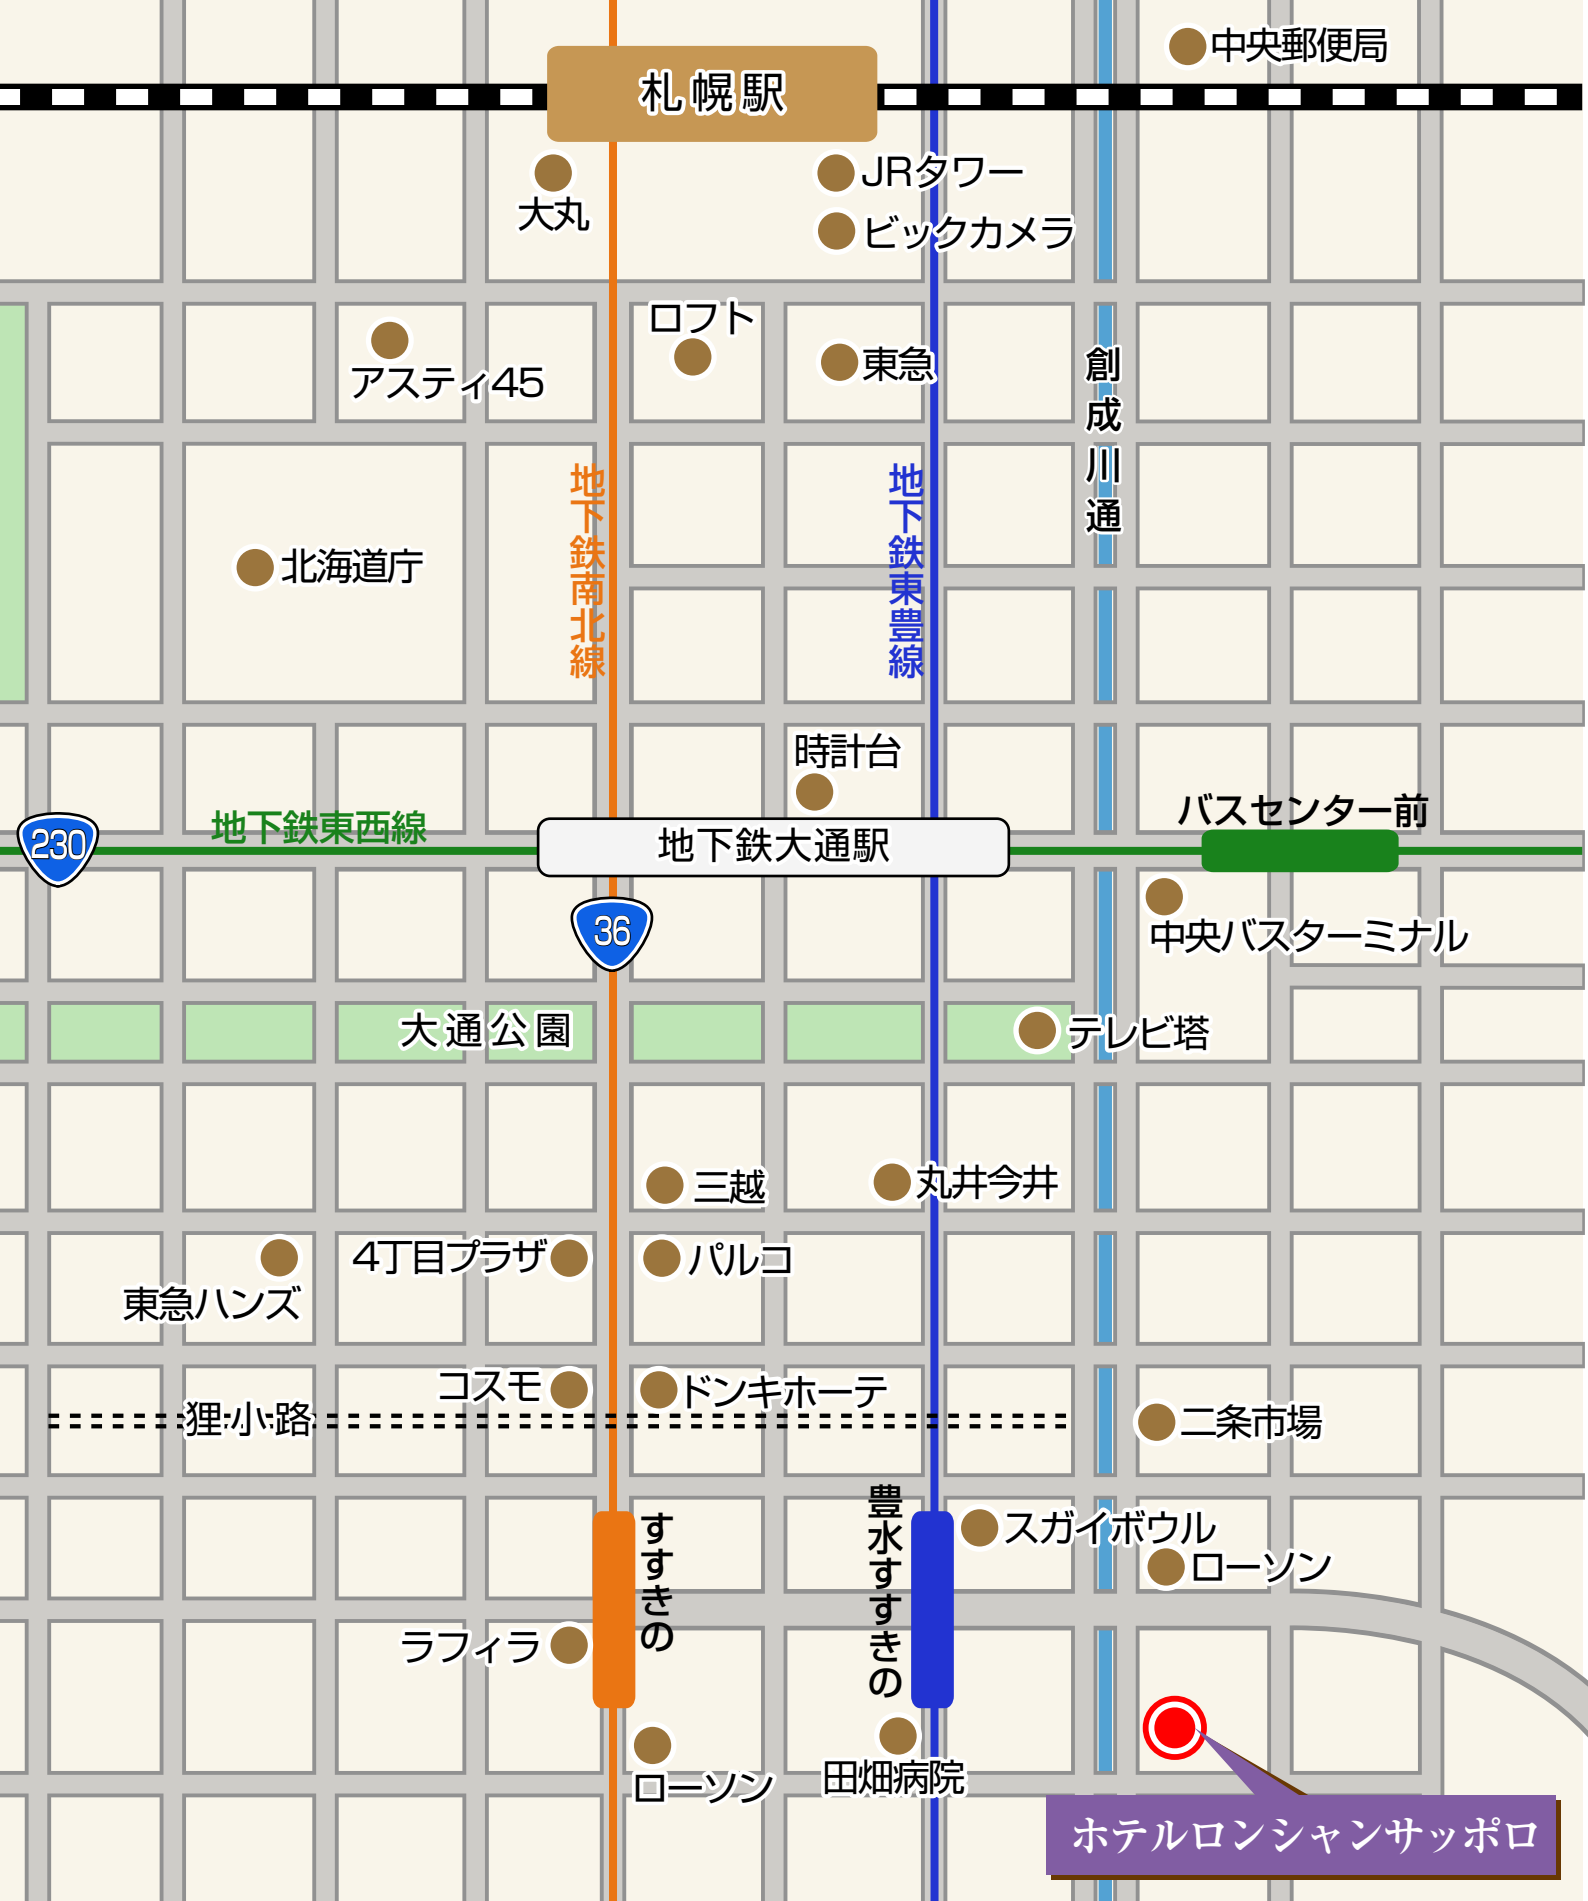 中央郵便局
札幌駅
JRタワー
大丸
ビックカメラ
ロフト
アスティ45
東急
創成川通
地下鉄南北線
地下鉄東豊線
北海道庁
時計台
バスセンター前
地下鉄東西線
230
地下鉄大通駅
36
中央バスターミナル
大通公園
テレビ塔
三越
丸井今井
4丁目プラザ
パルコ
東急ハンズ
コスモ
ドンキホーテ
狸小路
二条市場
すすきの
豊水すすきの
スガイボウル
ローソン
ラフィラ
ローソン
田畑病院
ホテルロンシャンサッポロ